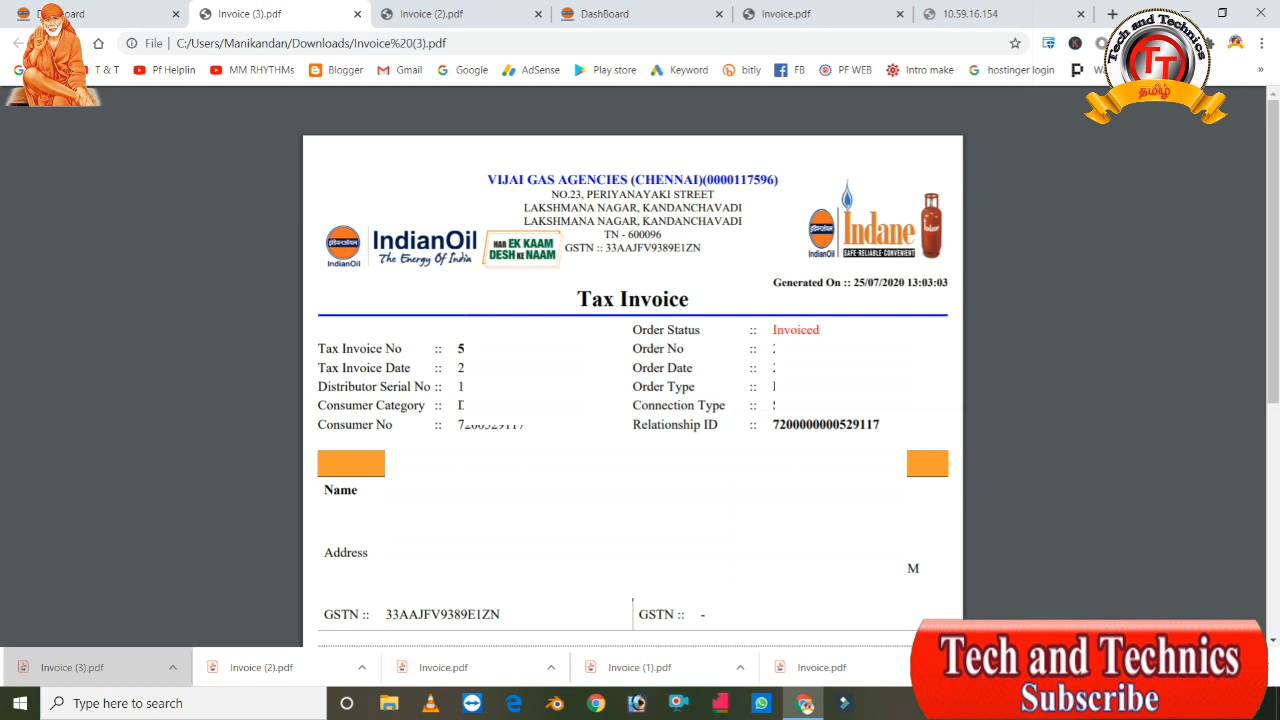 DashBoard
Invoice (3).pdf
Invoice (2).pdf
DashBoard
Invoice.pdf
10.59.16.154
File | C:/Users/Manikandan/Downloads/Invoice%20(3).pdf
T & T
Pf Helplin
MM RHYTHMs
Blogger
Gmail
Google
AdSense
Play store
Keyword
bitly
FB
PF WEB
Intro make
hostinger login
Tech and Technics
TT
தமிழ்
VIJAI GAS AGENCIES (CHENNAI)(0000117596)
NO.23, PERIYANAYAKI STREET
LAKSHMANA NAGAR, KANDANCHAVADI
LAKSHMANA NAGAR, KANDANCHAVADI
TN - 600096
GSTN :: 33AAJFV9389E1ZN
इंडियनऑयल
IndianOil
IndianOil
The Energy Of India
HAR EK KAAM
DESH KE NAAM
इंडियनऑयल
IndianOil
Indane
SAFE•RELIABLE•CONVENIENT
Generated On :: 25/07/2020 13:03:03
Tax Invoice
Order Status :: Invoiced
Tax Invoice No :: 5
Order No ::
Tax Invoice Date :: 2
Order Date ::
Distributor Serial No :: 1
Order Type ::
Consumer Category ::
Connection Type ::
Consumer No ::
Relationship ID :: 7200000000529117
Name
Address
M
GSTN :: 33AAJFV9389E1ZN
GSTN :: -
Invoice (3).pdf
Invoice (2).pdf
Invoice.pdf
Invoice (1).pdf
Invoice.pdf
Tech and Technics
Subscribe
Type here to search